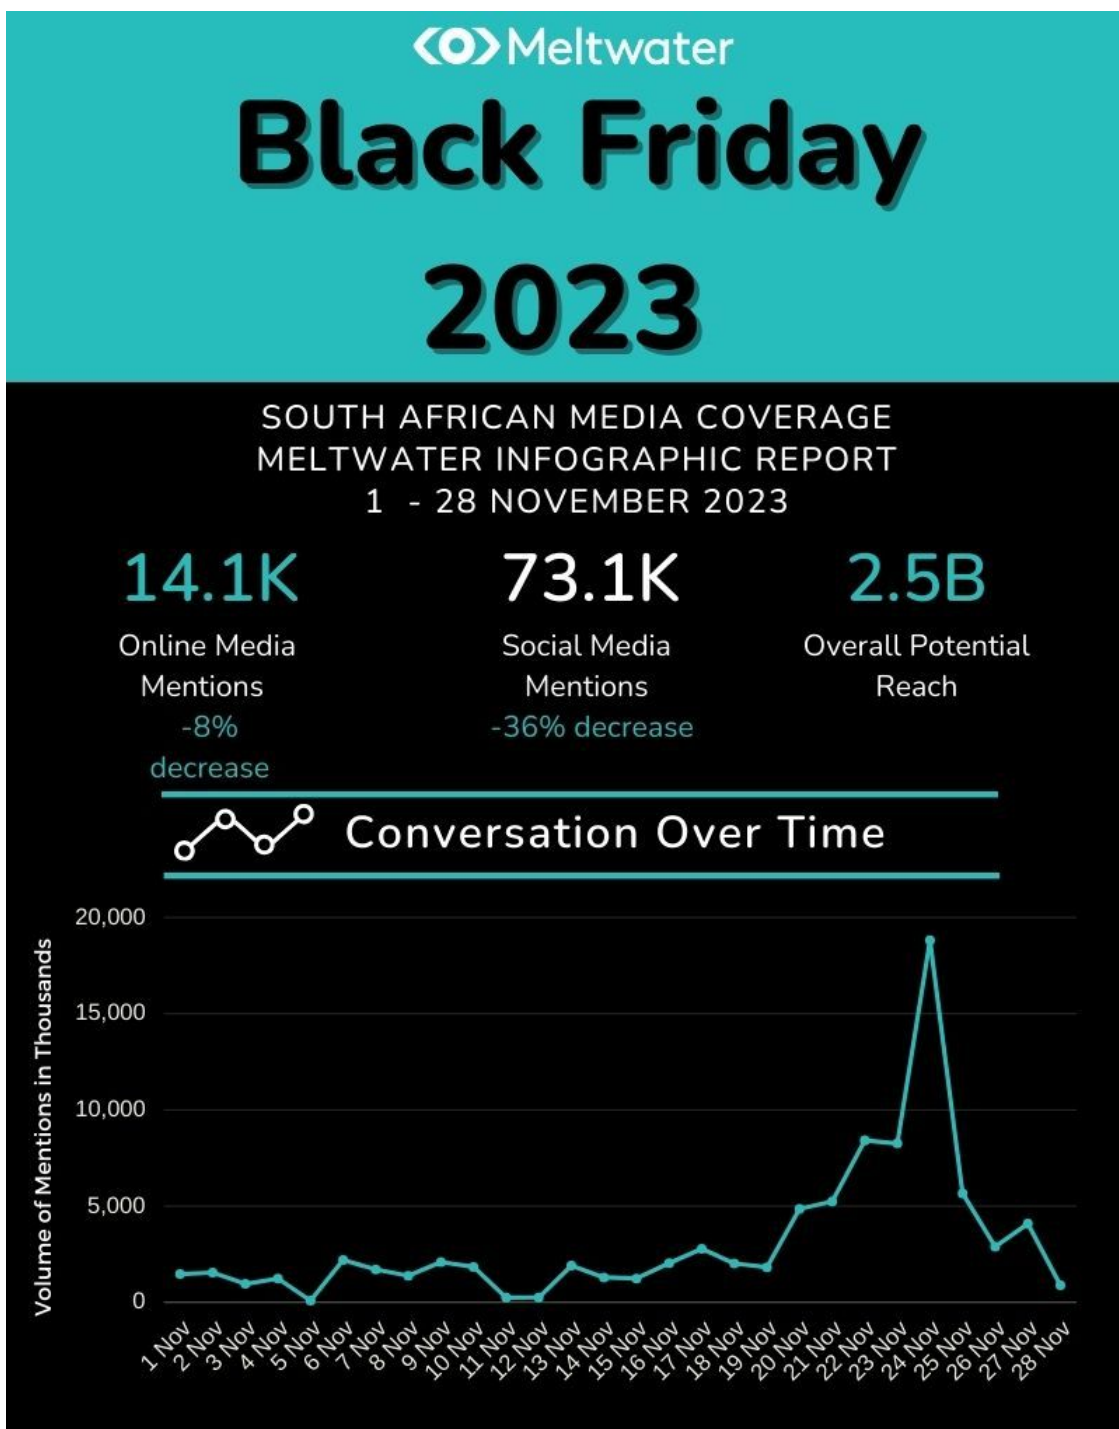 Meltwater
Black Friday
2023
SOUTH AFRICAN MEDIA COVERAGE
MELTWATER INFOGRAPHIC REPORT
1 - 28 NOVEMBER 2023
14.1K
Online Media
Mentions
-8%
decrease
73.1K
Social Media
Mentions
-36% decrease
2.5B
Overall Potential
Reach
Conversation Over Time
Volume of Mentions in Thousands
20,000
15,000
10,000
5,000
0
1 Nov
2 Nov
3 Nov
4 Nov
5 Nov
6 Nov
7 Nov
8 Nov
9 Nov
10 Nov
11 Nov
12 Nov
13 Nov
14 Nov
15 Nov
16 Nov
17 Nov
18 Nov
19 Nov
20 Nov
21 Nov
22 Nov
23 Nov
24 Nov
25 Nov
26 Nov
27 Nov
28 Nov